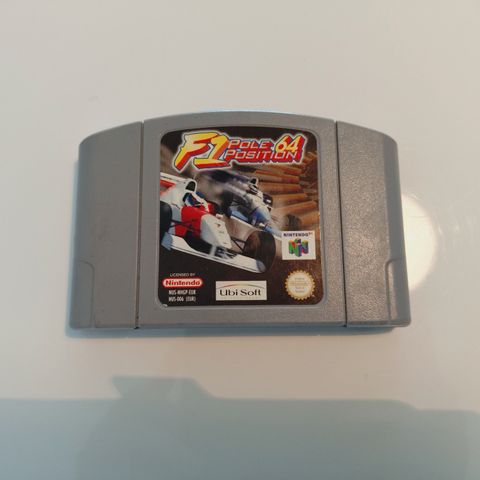 F1 POLE 64
POSITION
NINTENDO 64
LICENSED BY
Nintendo
NUS-NHGP-EUR
NUS-006 (EUR)
Ubi Soft